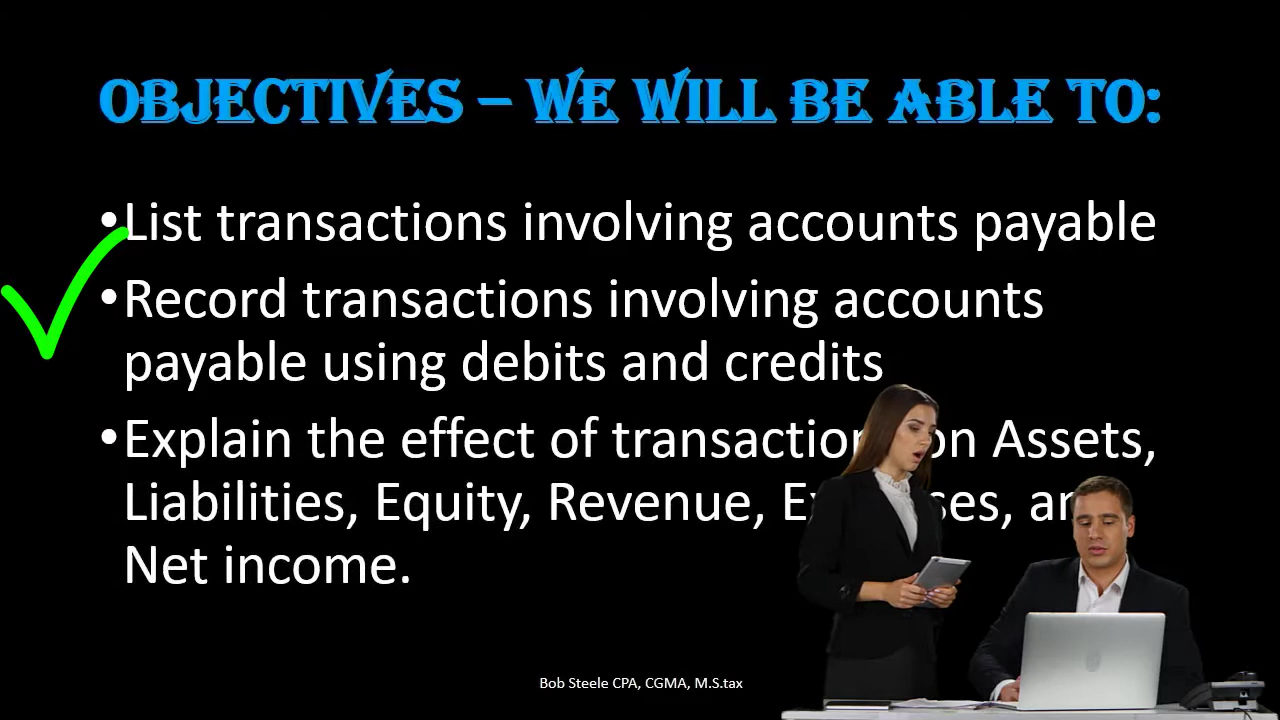 OBJECTIVES – WE WILL BE ABLE TO:
•List transactions involving accounts payable
•Record transactions involving accounts
payable using debits and credits
•Explain the effect of on Assets,
Liabilities, Equity, Revenue,
Net income.
Bob Steele CPA, CGMA, M.S.tax